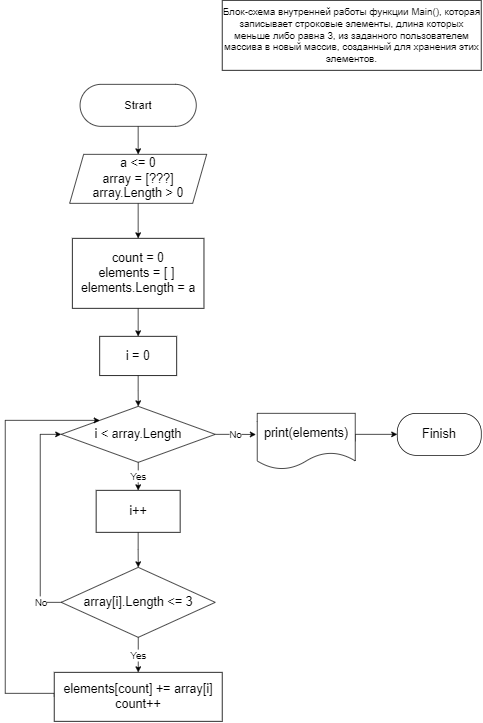 Блок-схема внутренней работы функции Main(), которая
записывает строковые элементы, длина которых
меньше либо равна 3, из заданного пользователем
массива в новый массив, созданный для хранения этих
элементов.
Strart
a <= 0
array = [???]
array.Length > 0
count = 0
elements = [ ]
elements.Length = a
i = 0
i < array.Length
No
print(elements)
Finish
Yes
i++
array[i].Length <= 3
No
Yes
elements[count] += array[i]
count++